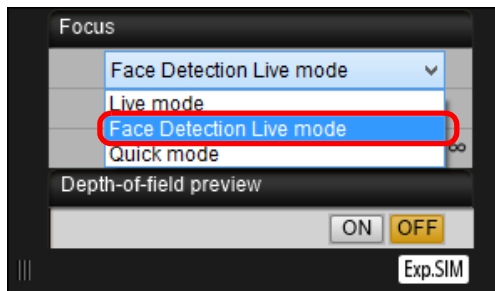 Focus
Face Detection Live mode
Live mode
Face Detection Live mode
Quick mode
∞
Depth-of-field preview
ON OFF
Exp.SIM